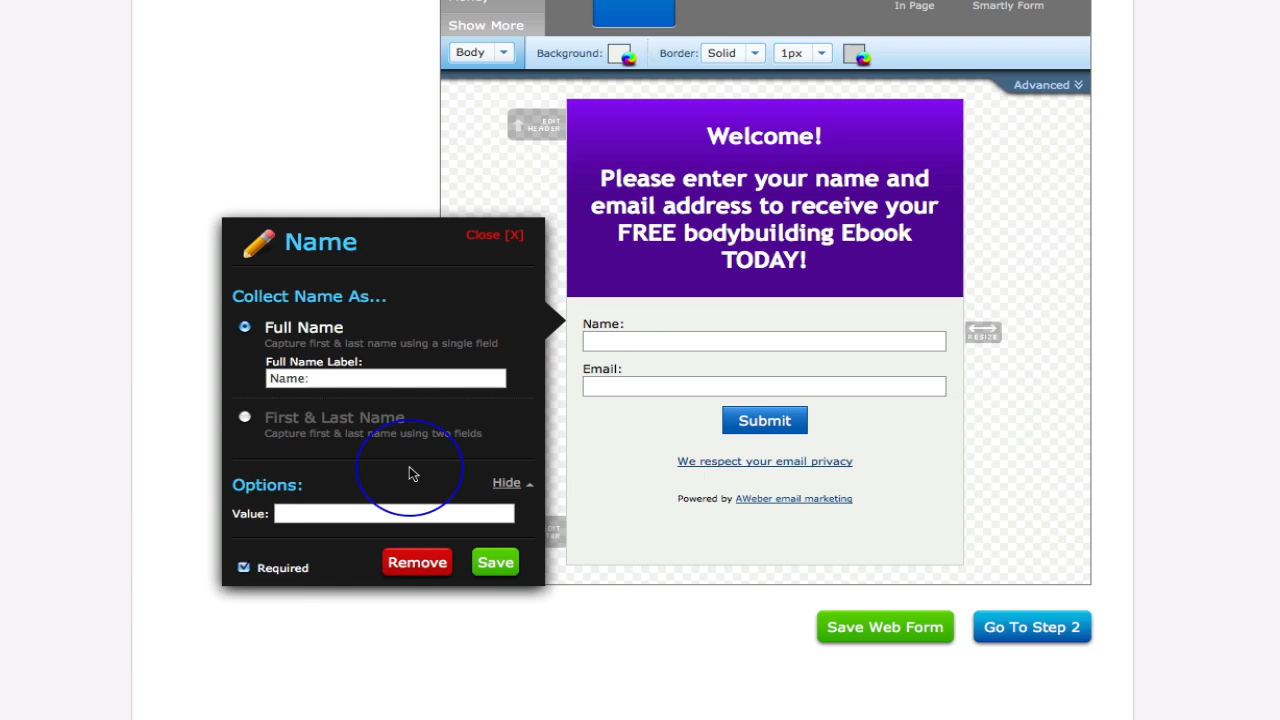 Show More
In Page
Smartly Form
Body
Background:
Border:
Solid
1px
Advanced
EDIT
HEADER
Welcome!
Please enter your name and
email address to receive your
FREE bodybuilding Ebook
TODAY!
Name
Close [X]
Collect Name As...
Full Name
Capture first & last name using a single field
Full Name Label:
Name:
First & Last Name
Capture first & last name using two fields
Options:
Hide
Value:
Required
Remove
Save
Name:
RESIZE
Email:
Submit
We respect your email privacy
Powered by AWeber email marketing
Save Web Form
Go To Step 2